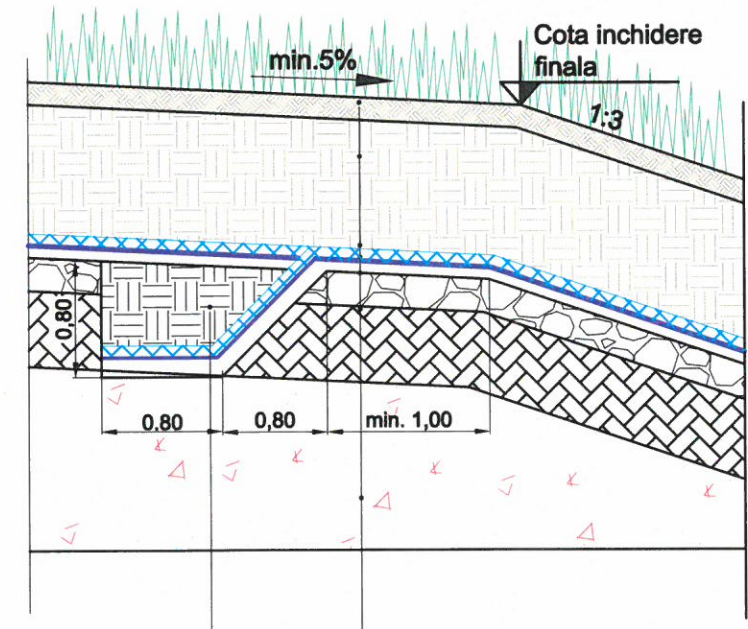 min.5%
Cota inchidere
finala
1:3
0,80
0.80
0,80
min. 1,00